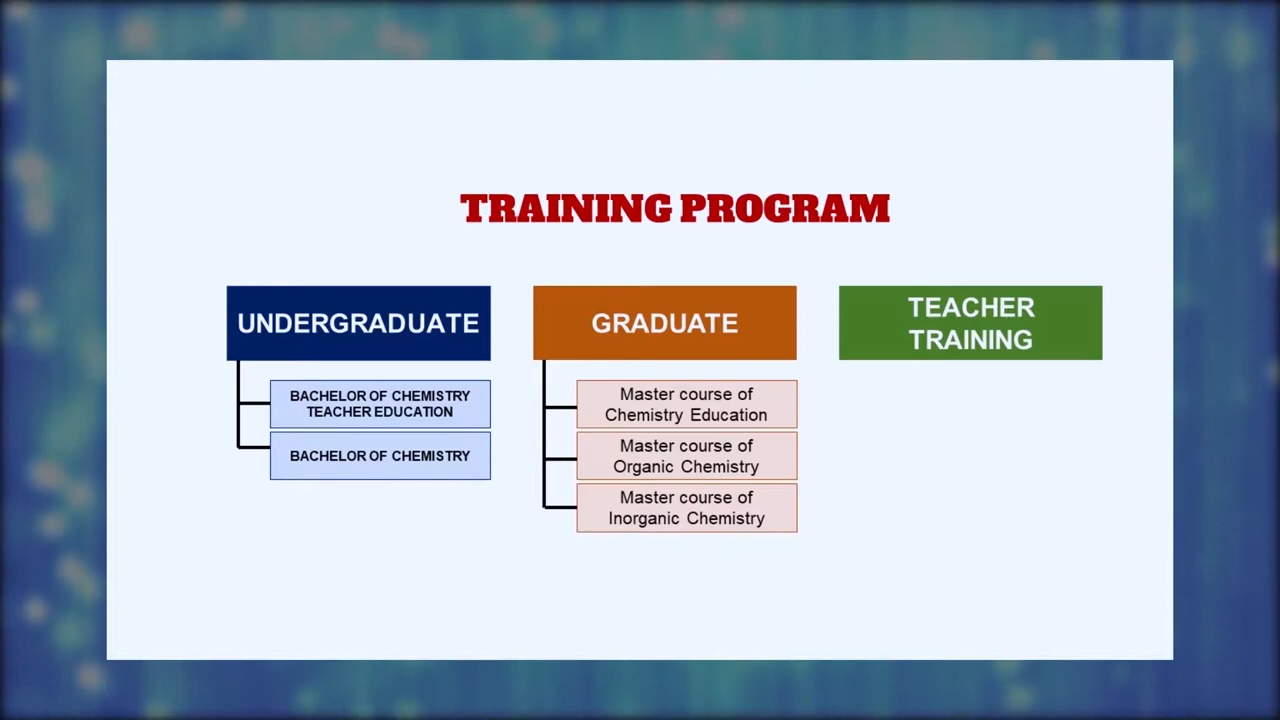 TRAINING PROGRAM
UNDERGRADUATE
BACHELOR OF CHEMISTRY
TEACHER EDUCATION
BACHELOR OF CHEMISTRY
GRADUATE
Master course of
Chemistry Education
Master course of
Organic Chemistry
Master course of
Inorganic Chemistry
TEACHER
TRAINING